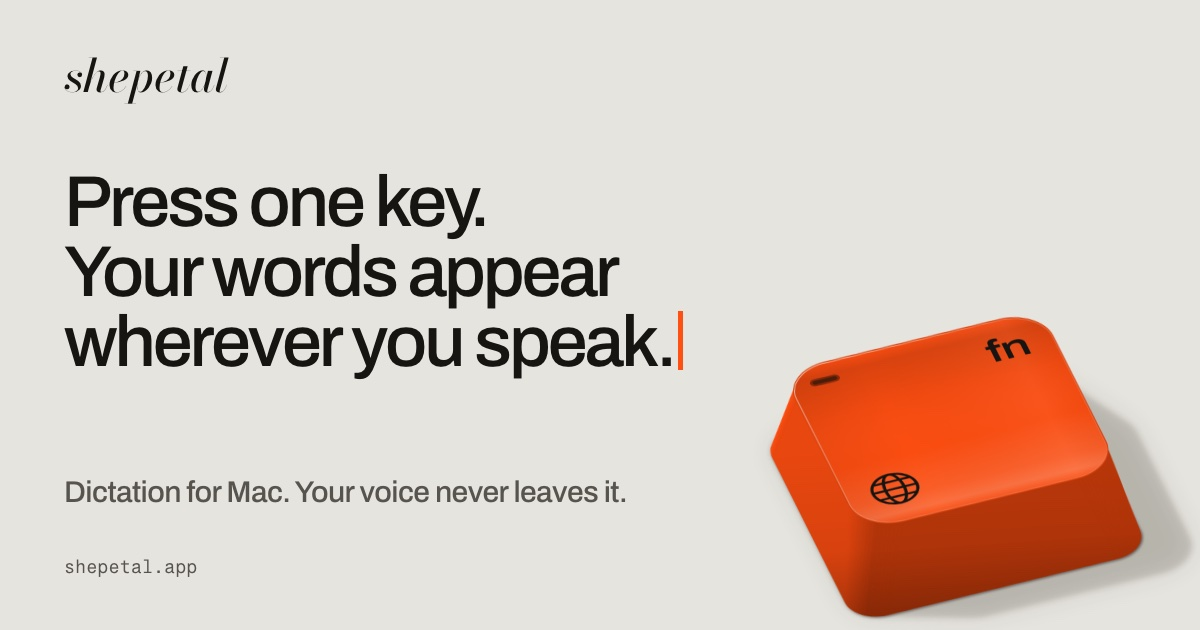 shepetal
Press one key.
Your words appear
wherever you speak.
fn
Dictation for Mac. Your voice never leaves it.
shepetal.app